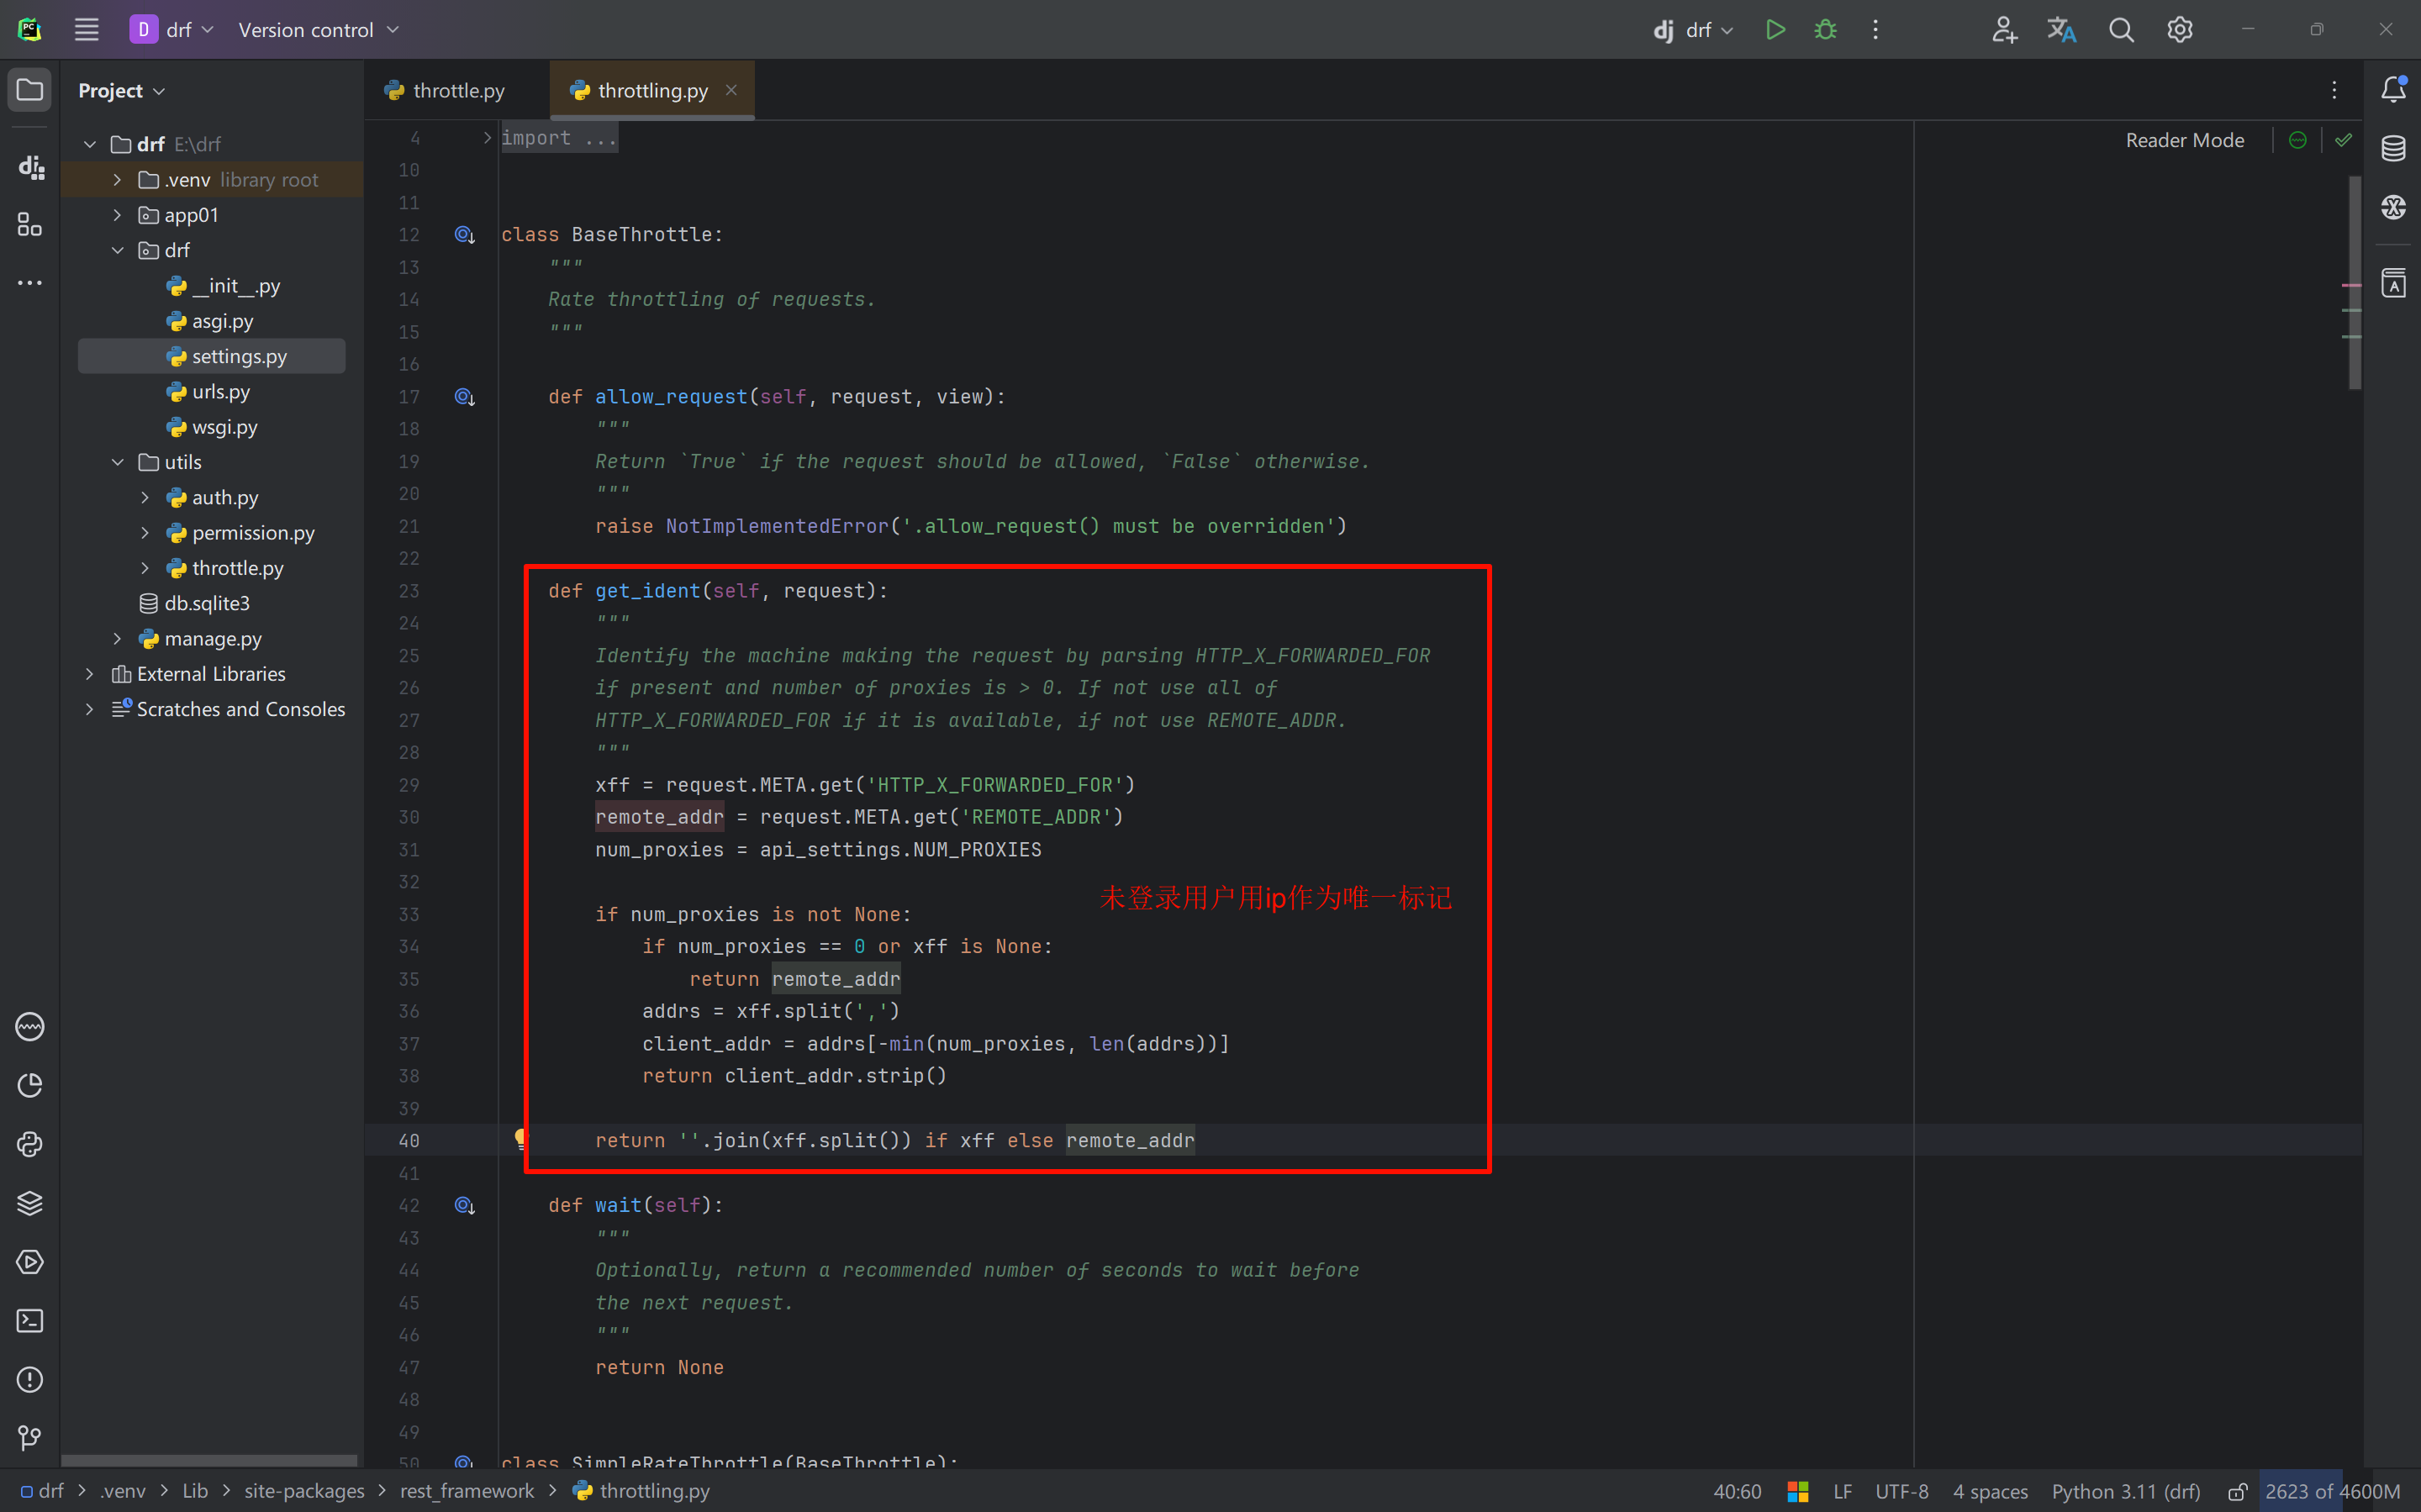 D drf Version control dj drf
Project
throttle.py throttling.py
drf E:\drf
.venv library root
app01
drf
__init__.py
asgi.py
settings.py
urls.py
wsgi.py
utils
auth.py
permission.py
throttle.py
db.sqlite3
manage.py
External Libraries
Scratches and Consoles
Reader Mode
4 import ...
10
11
12 class BaseThrottle:
13 """
14 Rate throttling of requests.
15 """
16
17 def allow_request(self, request, view):
18 """
19 Return `True` if the request should be allowed, `False` otherwise.
20 """
21 raise NotImplementedError('.allow_request() must be overridden')
22
23 def get_ident(self, request):
24 """
25 Identify the machine making the request by parsing HTTP_X_FORWARDED_FOR
26 if present and number of proxies is > 0. If not use all of
27 HTTP_X_FORWARDED_FOR if it is available, if not use REMOTE_ADDR.
28 """
29 xff = request.META.get('HTTP_X_FORWARDED_FOR')
30 remote_addr = request.META.get('REMOTE_ADDR')
31 num_proxies = api_settings.NUM_PROXIES
32
未登录用户用ip作为唯一标记
33 if num_proxies is not None:
34 if num_proxies == 0 or xff is None:
35 return remote_addr
36 addrs = xff.split(',')
37 client_addr = addrs[-min(num_proxies, len(addrs))]
38 return client_addr.strip()
39
40 return ''.join(xff.split()) if xff else remote_addr
41
42 def wait(self):
43 """
44 Optionally, return a recommended number of seconds to wait before
45 the next request.
46 """
47 return None
48
49
50 class SimpleRateThrottle(BaseThrottle):
drf > .venv > Lib > site-packages > rest_framework > throttling.py 40:60 LF UTF-8 4 spaces Python 3.11 (drf) 2623 of 4600M